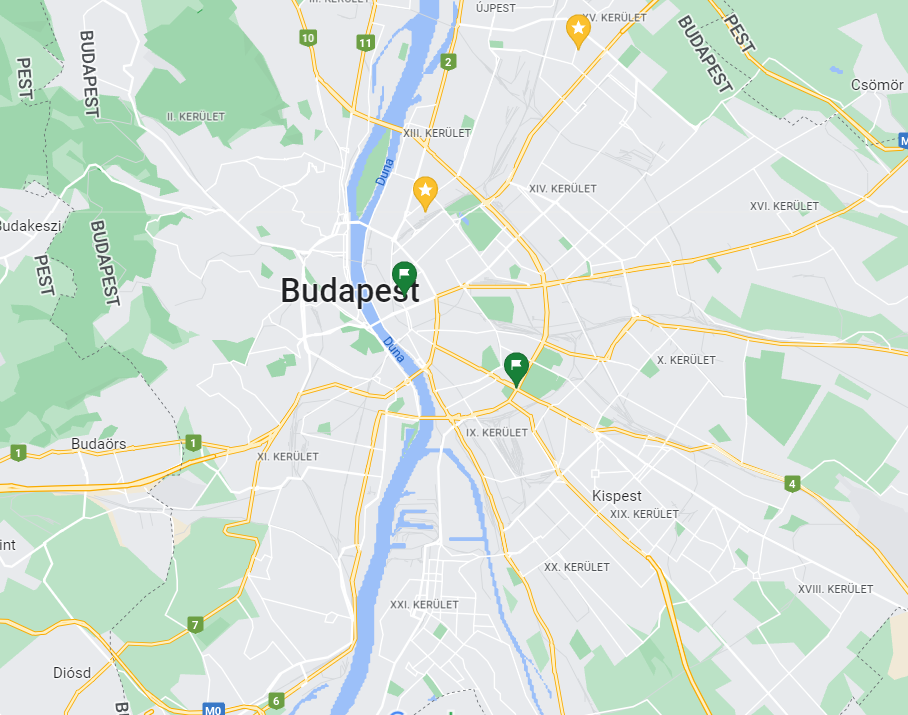 III. KERÜLET
ÚJPEST
XV. KERÜLET
10
11
2
PEST
BUDAPEST
BUDAPEST
PEST
Csömör
II. KERÜLET
XIII. KERÜLET
M
Duna
XIV. KERÜLET
XVI. KERÜLET
Budakeszi
BUDAPEST
PEST
Budapest
Duna
X. KERÜLET
IX. KERÜLET
Budaörs
1
1
XI. KERÜLET
4
Kispest
XIX. KERÜLET
int
XX. KERÜLET
XVIII. KERÜLET
XXI. KERÜLET
7
Diósd
6
M0